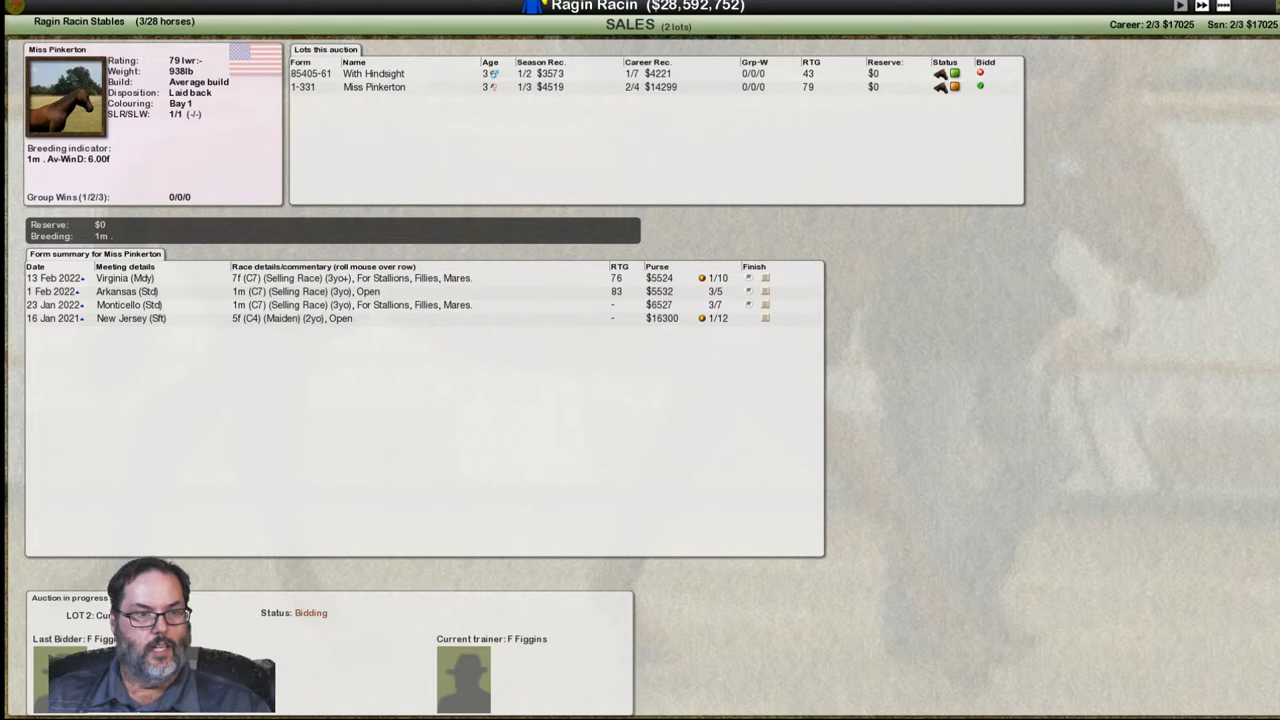 Ragin Racin ($28,592,752)
Ragin Racin Stables (3/28 horses)
SALES (2 lots)
Career: 2/3 $17025 Ssn: 2/3 $17025
Miss Pinkerton
Rating: 79 lwr:-
Weight: 938lb
Build: Average build
Disposition: Laid back
Colouring: Bay 1
SLR/SLW: 1/1 (-/-)
Breeding indicator:
1m . Av-WinD: 6.00f
Group Wins (1/2/3): 0/0/0
Lots this auction
Form Name Age Season Rec. Career Rec. Grp-W RTG Reserve: Status Bidd
85405-61 With Hindsight 3 1/2 $3573 1/7 $4221 0/0/0 43 $0
1-331 Miss Pinkerton 3 1/3 $4519 2/4 $14299 0/0/0 79 $0
Reserve: $0
Breeding: 1m .
Form summary for Miss Pinkerton
Date Meeting details Race details/commentary (roll mouse over row) RTG Purse Finish
13 Feb 2022 Virginia (Mdy) 7f (C7) (Selling Race) (3yo+), For Stallions, Fillies, Mares. 76 $5524 1/10
1 Feb 2022 Arkansas (Std) 1m (C7) (Selling Race) (3yo), Open 83 $5532 3/5
23 Jan 2022 Monticello (Std) 1m (C7) (Selling Race) (3yo), For Stallions, Fillies, Mares. - $6527 3/7
16 Jan 2021 New Jersey (Sft) 5f (C4) (Maiden) (2yo), Open - $16300 1/12
Auction in progress
LOT 2:
Status: Bidding
Last Bidder: F
Current trainer: F Figgins